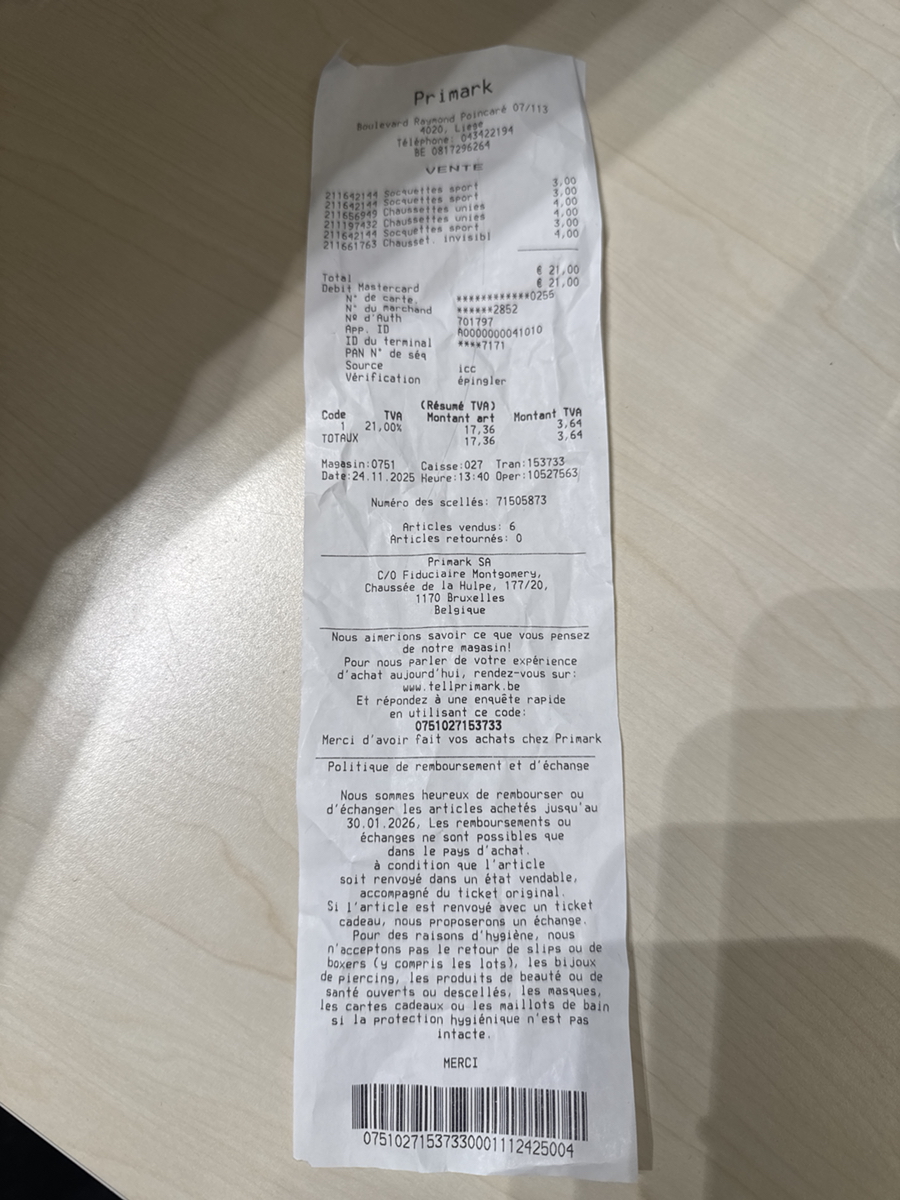 Primark
Boulevard Raymond Poincaré 07/113
4020, Liege
Téléphone: 043422194
BE 0817296264
VENTE
211642144 Socquettes sport 3,00
211642144 Socquettes sport 3,00
211656949 Chaussettes unies 4,00
211197432 Chaussettes unies 4,00
211642144 Socquettes sport 3,00
211661763 Chausset. invisibl 4,00
Total € 21,00
Debit Mastercard € 21,00
N° de carte. ************0255
N° du marchand ******2852
Nº d'Auth 701797
App. ID A0000000041010
ID du terminal ****7171
PAN N° de séq
Source icc
Vérification épingler
(Résumé TVA)
Code TVA Montant art Montant TVA
1 21,00% 17,36 3,64
TOTAUX 17,36 3,64
Magasin:0751 Caisse:027 Tran:153733
Date:24.11.2025 Heure:13:40 Oper:10527563
Numéro des scellés: 71505873
Articles vendus: 6
Articles retournés: 0
Primark SA
C/O Fiduciaire Montgomery,
Chaussée de la Hulpe, 177/20,
1170 Bruxelles
Belgique
Nous aimerions savoir ce que vous pensez
de notre magasin!
Pour nous parler de votre expérience
d'achat aujourd'hui, rendez-vous sur:
www.tellprimark.be
Et répondez à une enquête rapide
en utilisant ce code:
0751027153733
Merci d'avoir fait vos achats chez Primark
Politique de remboursement et d'échange
Nous sommes heureux de rembourser ou
d'échanger les articles achetés jusqu'au
30.01.2026, Les remboursements ou
échanges ne sont possibles que
dans le pays d'achat.
à condition que l'article
soit renvoyé dans un état vendable,
accompagné du ticket original.
Si l'article est renvoyé avec un ticket
cadeau, nous proposerons un échange.
Pour des raisons d'hygiène, nous
n'acceptons pas le retour de slips ou de
boxers (y compris les lots), les bijoux
de piercing, les produits de beauté ou de
santé ouverts ou descellés, les masques,
les cartes cadeaux ou les maillots de bain
si la protection hygiénique n'est pas
intacte.
MERCI
07510271537330001112425004